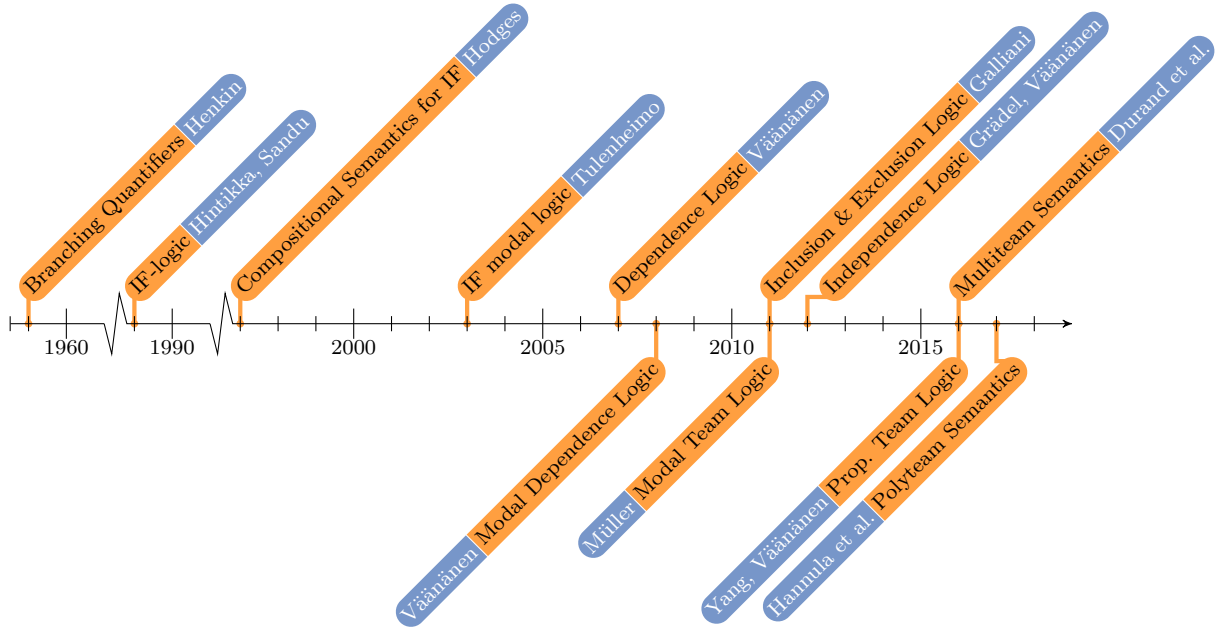 Branching Quantifiers Henkin
IF-logic Hintikka, Sandu
Compositional Semantics for IF Hodges
IF modal logic Tulenheimo
Dependence Logic Väänänen
Inclusion & Exclusion Logic Galliani
Independence Logic Grädel, Väänänen
Multiteam Semantics Durand et al.
1960 1990 2000 2005 2010 2015
Väänänen Modal Dependence Logic
Müller Modal Team Logic
Yang, Väänänen Prop. Team Logic
Hannula et al. Polyteam Semantics